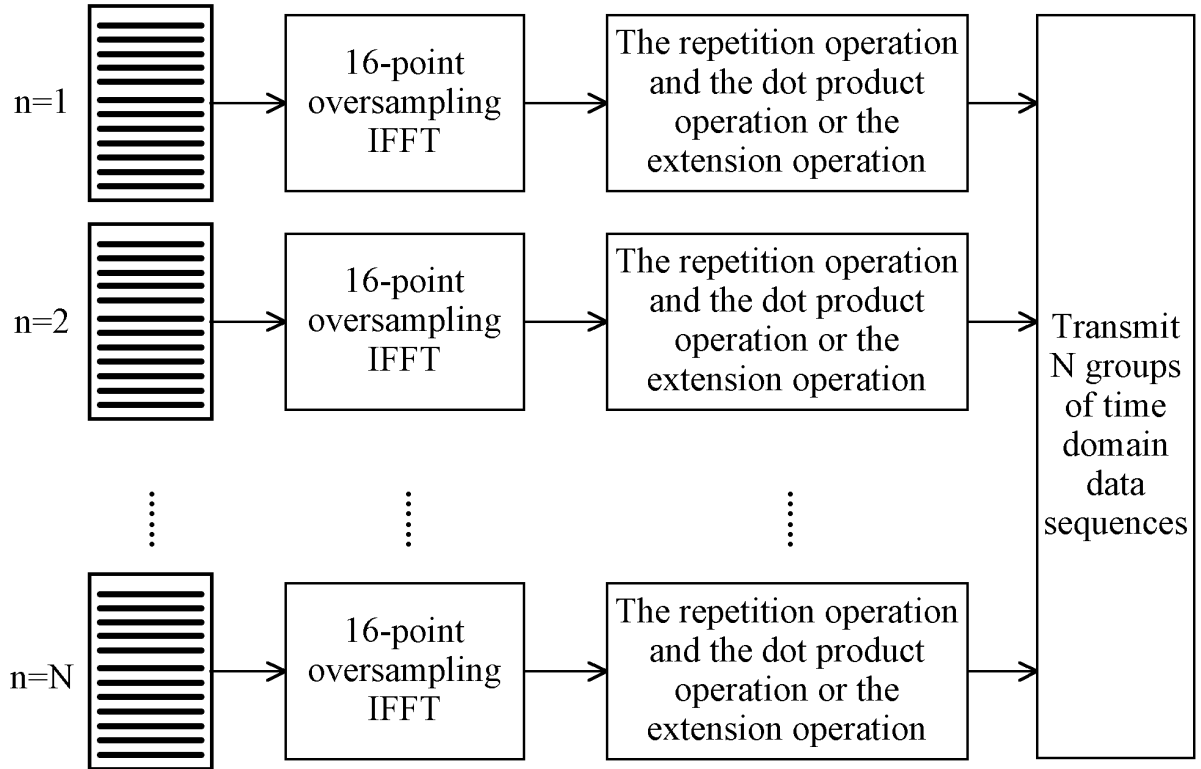 n=1
16-point
oversampling
IFFT
The repetition operation
and the dot product
operation or the
extension operation
n=2
16-point
oversampling
IFFT
The repetition operation
and the dot product
operation or the
extension operation
Transmit
N groups
of time
domain
data
sequences
n=N
16-point
oversampling
IFFT
The repetition operation
and the dot product
operation or the
extension operation